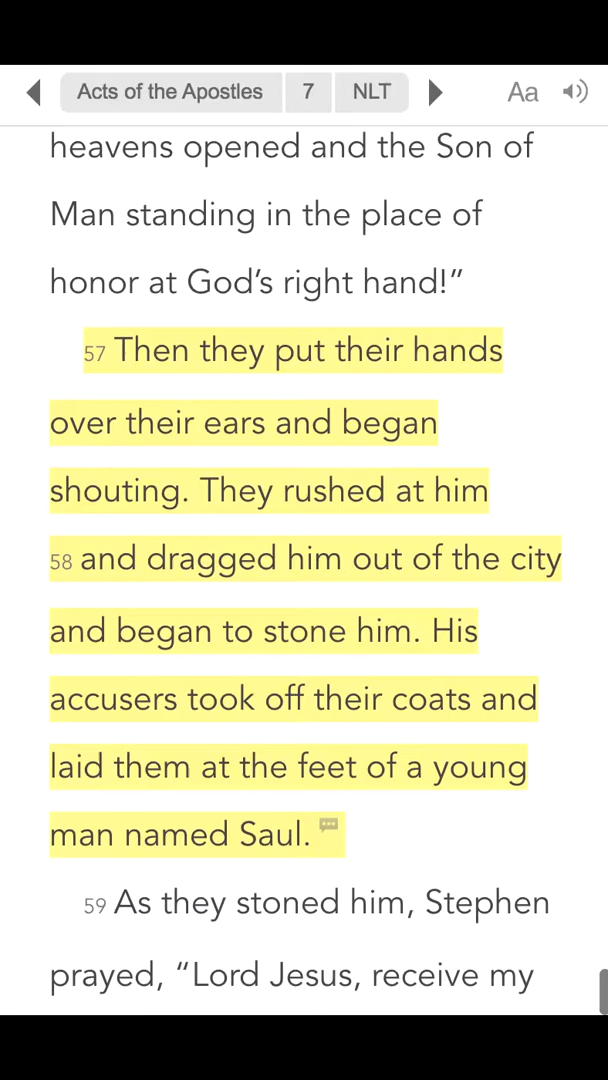 Acts of the Apostles 7 NLT Aa
heavens opened and the Son of
Man standing in the place of
honor at God’s right hand!”
57 Then they put their hands
over their ears and began
shouting. They rushed at him
58 and dragged him out of the city
and began to stone him. His
accusers took off their coats and
laid them at the feet of a young
man named Saul.
59 As they stoned him, Stephen
prayed, “Lord Jesus, receive my